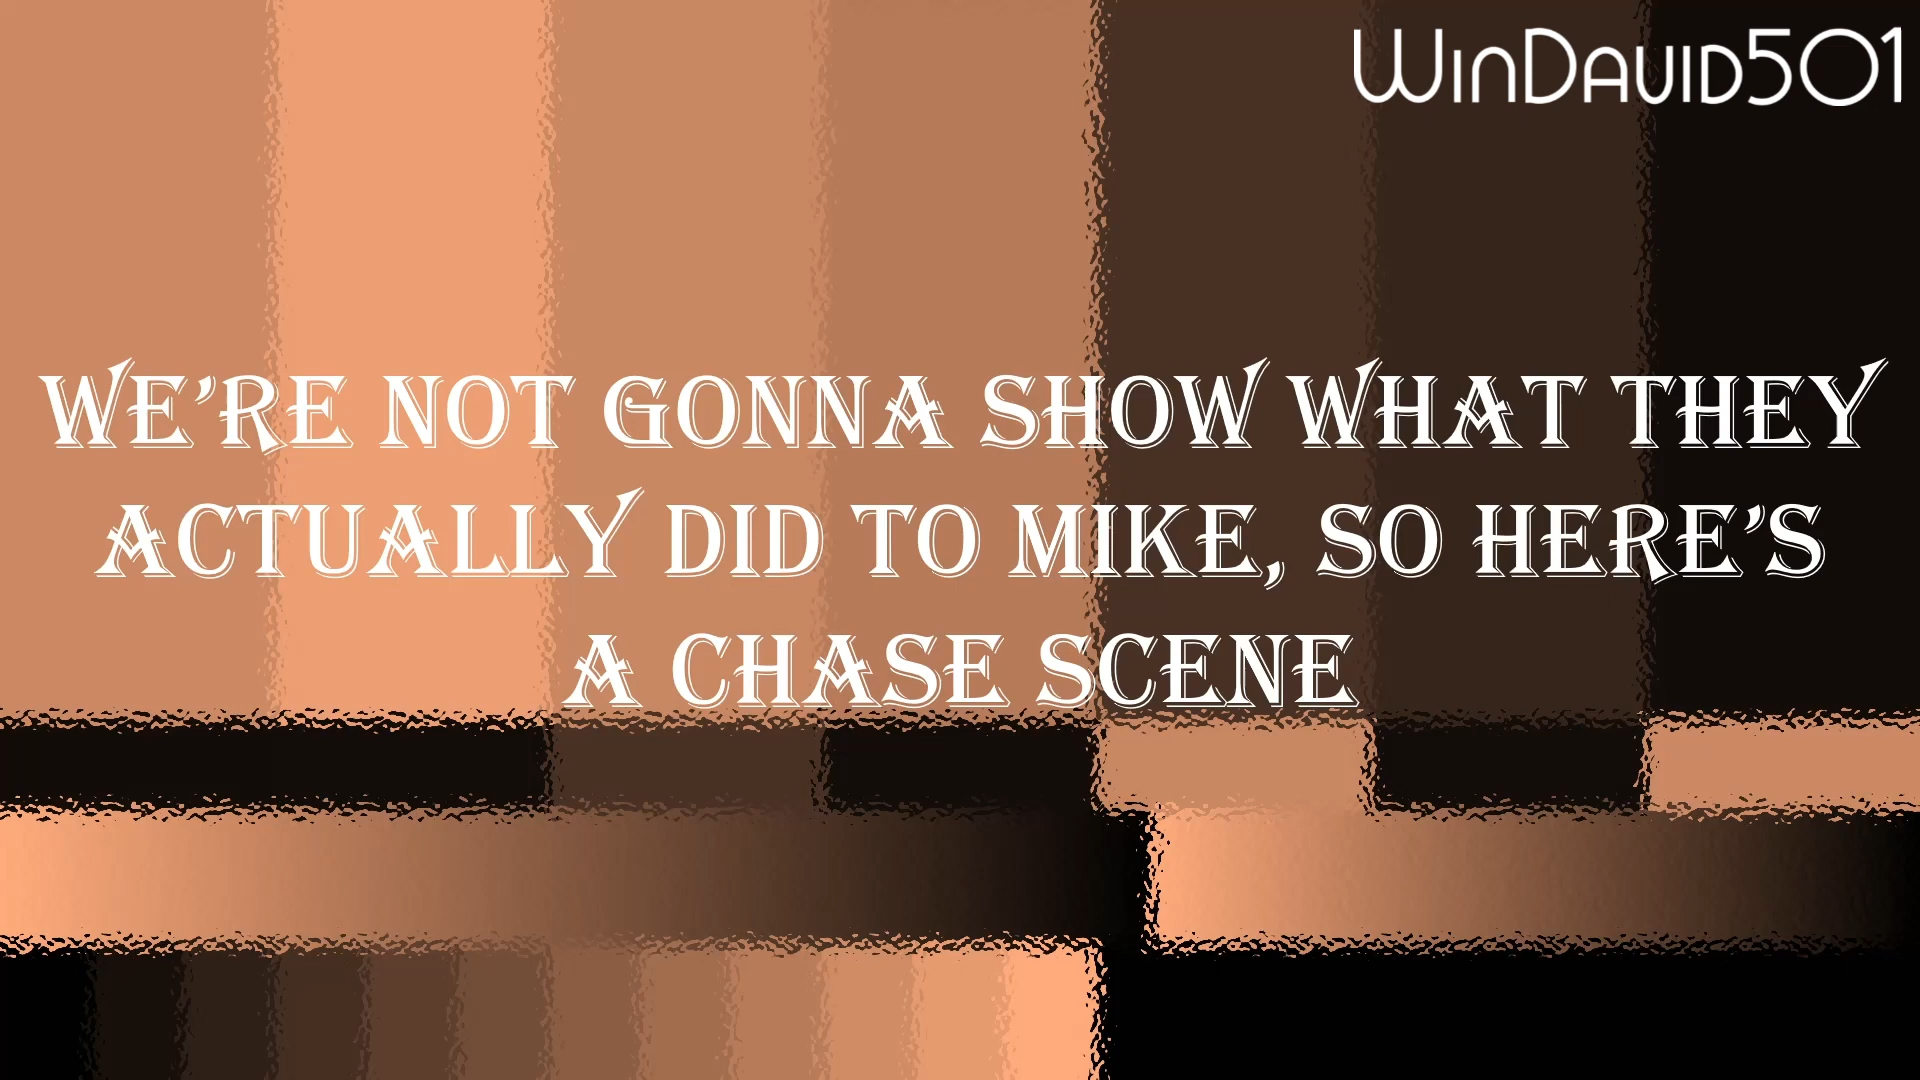 WinDavid501
WE'RE NOT GONNA SHOW WHAT THEY
ACTUALLY DID TO MIKE, SO HERE'S
A CHASE SCENE